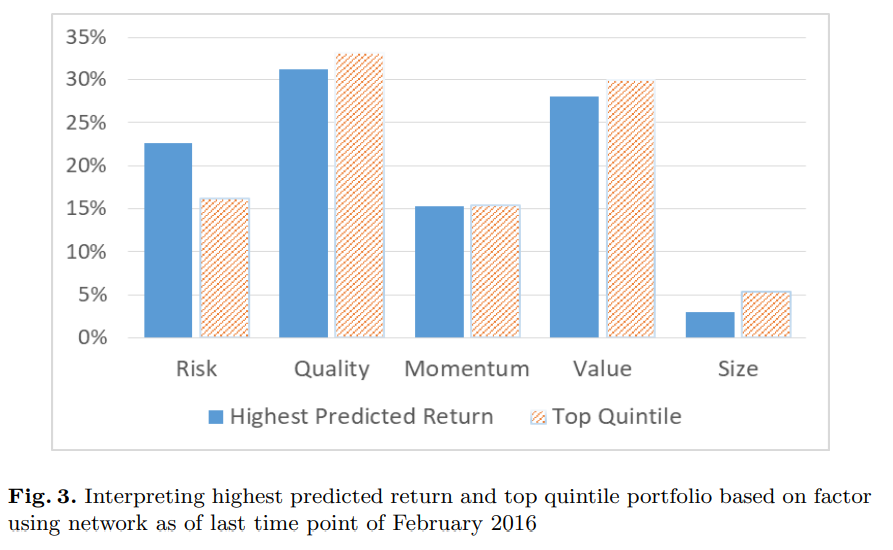 35%
30%
25%
20%
15%
10%
5%
0%
Risk Quality Momentum Value Size
Highest Predicted Return Top Quintile
Fig. 3. Interpreting highest predicted return and top quintile portfolio based on factor
using network as of last time point of February 2016